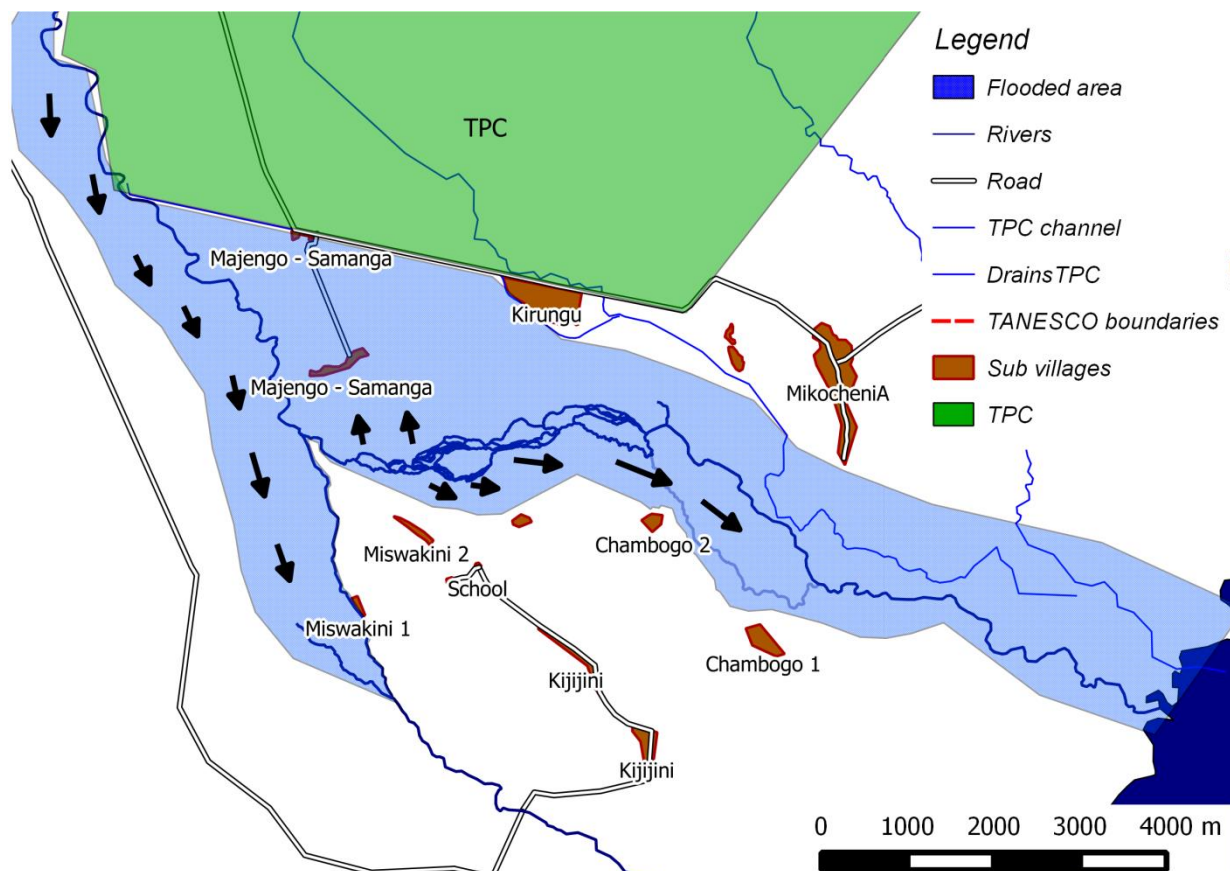 Legend
Flooded area
Rivers
Road
TPC channel
DrainsTPC
TANESCO boundaries
Sub villages
TPC
TPC
Majengo - Samanga
Kirungu
Majengo - Samanga
MikocheniA
Miswakini 2
Chambogo 2
School
Miswakini 1
Chambogo 1
Kijijini
Kijijini
0 1000 2000 3000 4000 m